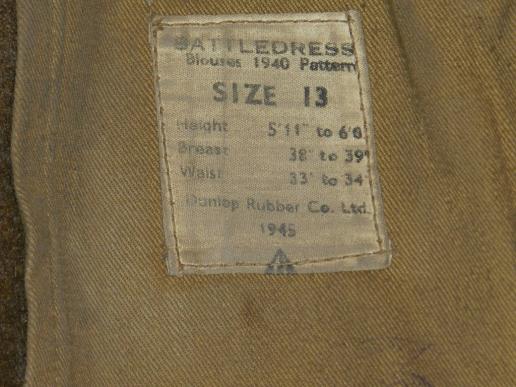 BATTLEDRESS
Blouses 1940 Pattern
SIZE 13
Height 5'11" to 6'0
Breast 38" to 39"
Waist 33" to 34
Dunlop Rubber Co. Ltd.
1945